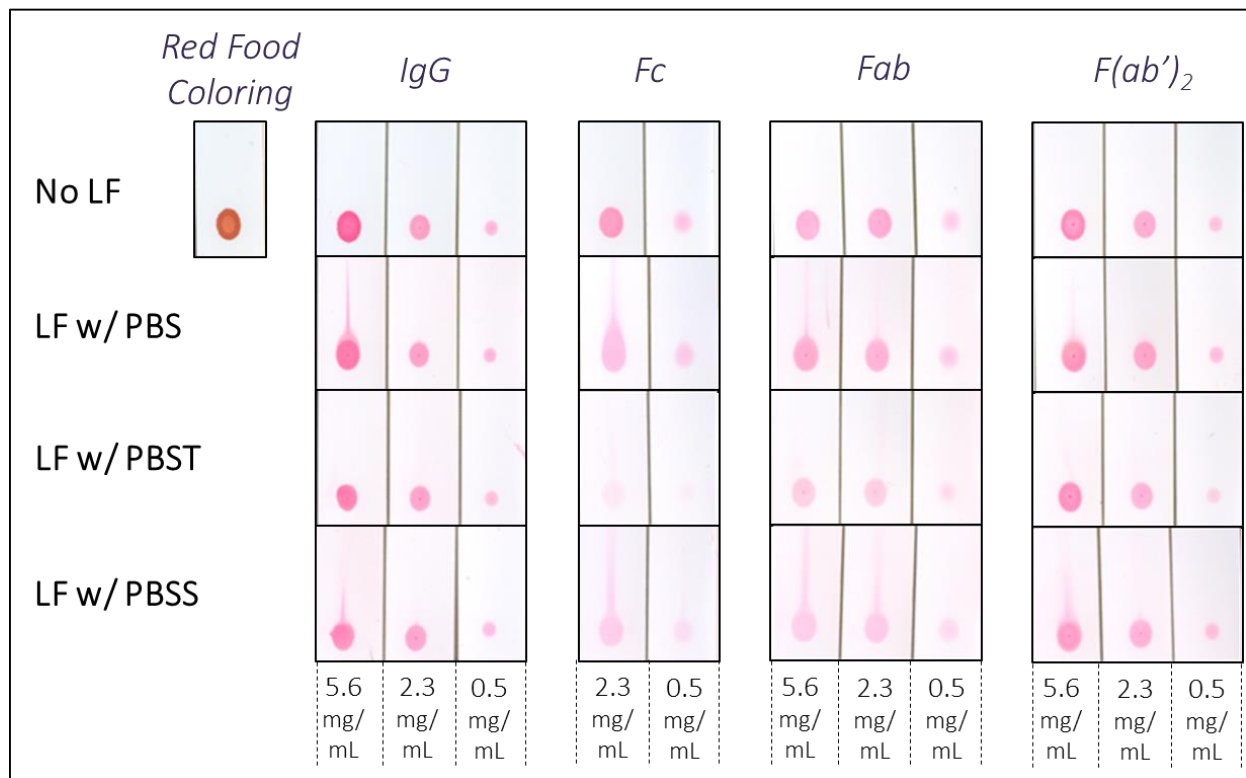 Red Food
Coloring
IgG
Fc
Fab
F(ab’)2
No LF
LF w/ PBS
LF w/ PBST
LF w/ PBSS
5.6
mg/
mL
2.3
mg/
mL
0.5
mg/
mL
2.3
mg/
mL
0.5
mg/
mL
5.6
mg/
mL
2.3
mg/
mL
0.5
mg/
mL
5.6
mg/
mL
2.3
mg/
mL
0.5
mg/
mL